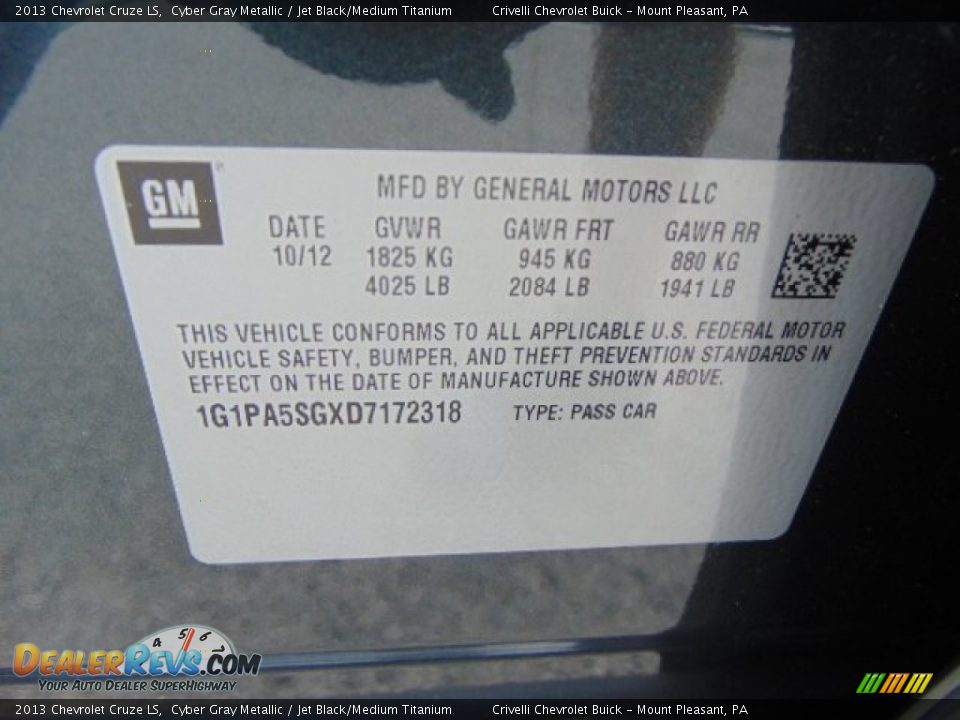 2013 Chevrolet Cruze LS, Cyber Gray Metallic / Jet Black/Medium Titanium Crivelli Chevrolet Buick - Mount Pleasant, PA
GM
MFD BY GENERAL MOTORS LLC
DATE GVWR GAWR FRT GAWR RR
10/12 1825 KG 945 KG 880 KG
4025 LB 2084 LB 1941 LB
THIS VEHICLE CONFORMS TO ALL APPLICABLE U.S. FEDERAL MOTOR
VEHICLE SAFETY, BUMPER, AND THEFT PREVENTION STANDARDS IN
EFFECT ON THE DATE OF MANUFACTURE SHOWN ABOVE.
1G1PA5SGXD7172318 TYPE: PASS CAR
4 5 6 7
DEALERREVS.COM
YOUR AUTO DEALER SUPERHIGHWAY
2013 Chevrolet Cruze LS, Cyber Gray Metallic / Jet Black/Medium Titanium Crivelli Chevrolet Buick - Mount Pleasant, PA